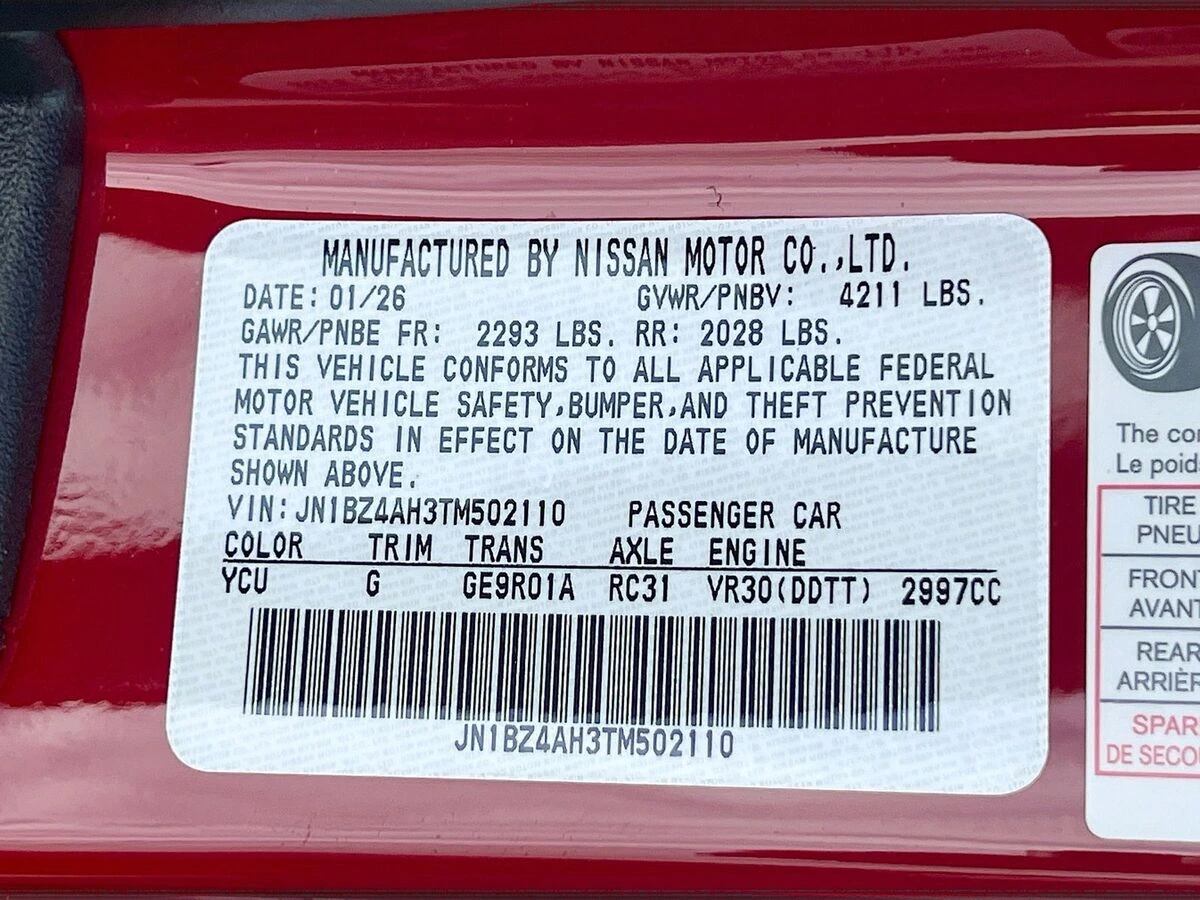 MANUFACTURED BY NISSAN MOTOR CO.,LTD.
DATE: 01/26 GVWR/PNBV: 4211 LBS.
GAWR/PNBE FR: 2293 LBS. RR: 2028 LBS.
THIS VEHICLE CONFORMS TO ALL APPLICABLE FEDERAL
MOTOR VEHICLE SAFETY,BUMPER,AND THEFT PREVENTION
STANDARDS IN EFFECT ON THE DATE OF MANUFACTURE
SHOWN ABOVE.
VIN: JN1BZ4AH3TM502110 PASSENGER CAR
COLOR TRIM TRANS AXLE ENGINE
YCU G GE9R01A RC31 VR30(DDTT) 2997CC
JN1BZ4AH3TM502110
The
Le
TIRE
PNEU
FRONT
AVANT
REAR